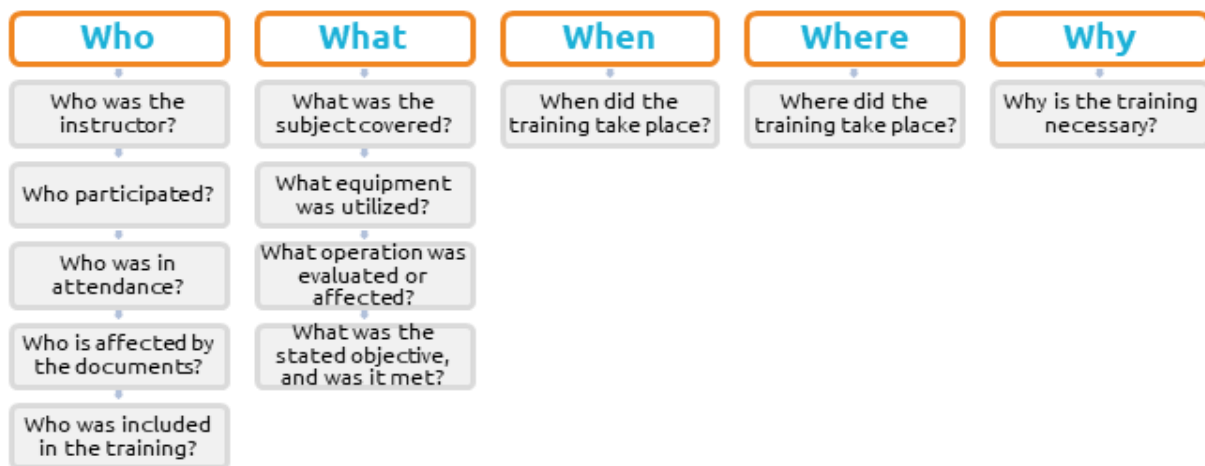 Who
Who was the
instructor?
Who participated?
Who was in
attendance?
Who is affected by
the documents?
Who was included
in the training?
What
What was the
subject covered?
What equipment
was utilized?
What operation was
evaluated or
affected?
What was the
stated objective,
and was it met?
When
When did the
training take place?
Where
Where did the
training take place?
Why
Why is the training
necessary?